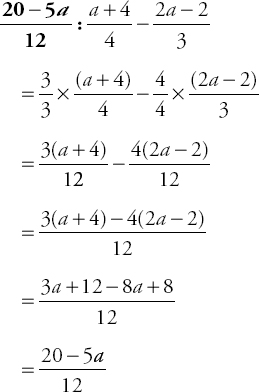 (20 − 5a)/12 : (a + 4)/4 − (2a − 2)/3
= 3/3 × (a + 4)/4 − 4/4 × (2a − 2)/3
= 3(a + 4)/12 − 4(2a − 2)/12
= (3(a + 4) − 4(2a − 2))/12
= (3a + 12 − 8a + 8)/12
= (20 − 5a)/12